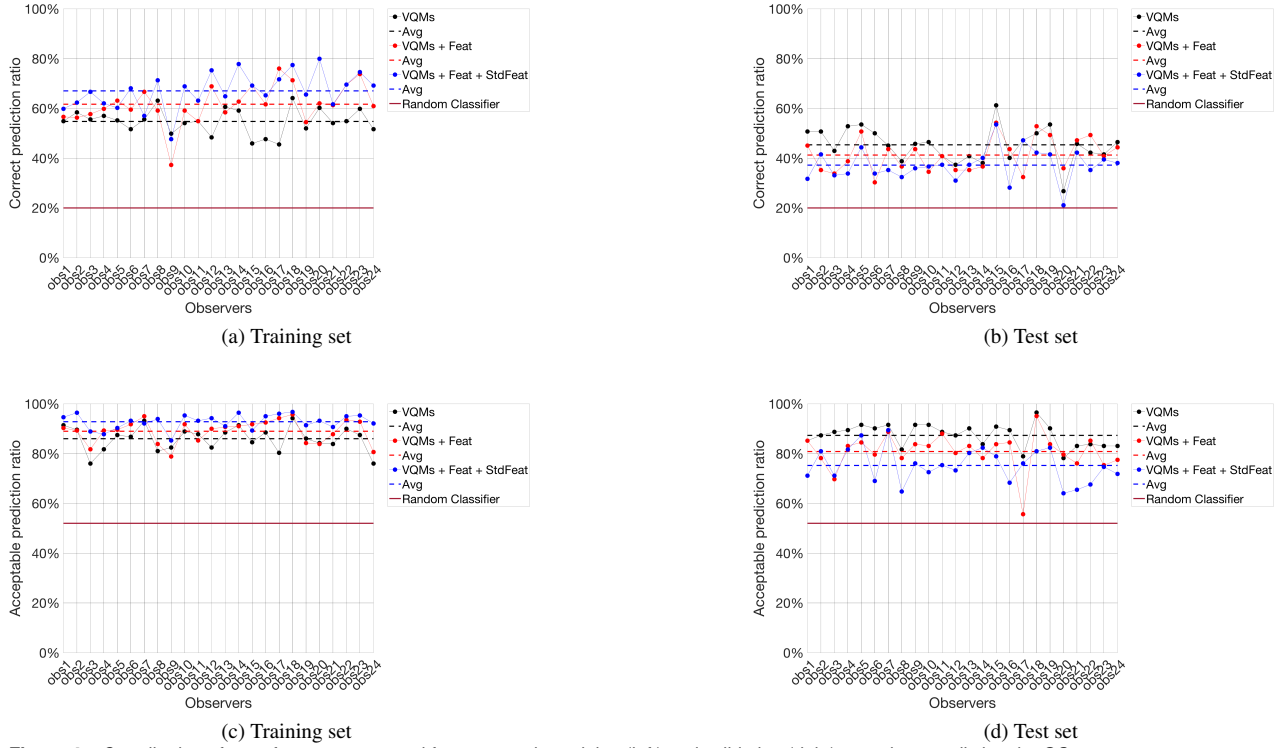 100%
80%
60%
40%
20%
0%
Correct prediction ratio
obs1
obs2
obs3
obs4
obs5
obs6
obs7
obs8
obs9
obs10
obs11
obs12
obs13
obs14
obs15
obs16
obs17
obs18
obs19
obs20
obs21
obs22
obs23
obs24
Observers
VQMs
Avg
VQMs + Feat
Avg
VQMs + Feat + StdFeat
Avg
Random Classifier
(a) Training set
100%
80%
60%
40%
20%
0%
Correct prediction ratio
obs1
obs2
obs3
obs4
obs5
obs6
obs7
obs8
obs9
obs10
obs11
obs12
obs13
obs14
obs15
obs16
obs17
obs18
obs19
obs20
obs21
obs22
obs23
obs24
Observers
VQMs
Avg
VQMs + Feat
Avg
VQMs + Feat + StdFeat
Avg
Random Classifier
(b) Test set
100%
80%
60%
40%
20%
0%
Acceptable prediction ratio
obs1
obs2
obs3
obs4
obs5
obs6
obs7
obs8
obs9
obs10
obs11
obs12
obs13
obs14
obs15
obs16
obs17
obs18
obs19
obs20
obs21
obs22
obs23
obs24
Observers
VQMs
Avg
VQMs + Feat
Avg
VQMs + Feat + StdFeat
Avg
Random Classifier
(c) Training set
100%
80%
60%
40%
20%
0%
Acceptable prediction ratio
obs1
obs2
obs3
obs4
obs5
obs6
obs7
obs8
obs9
obs10
obs11
obs12
obs13
obs14
obs15
obs16
obs17
obs18
obs19
obs20
obs21
obs22
obs23
obs24
Observers
VQMs
Avg
VQMs + Feat
Avg
VQMs + Feat + StdFeat
Avg
Random Classifier
(d) Test set